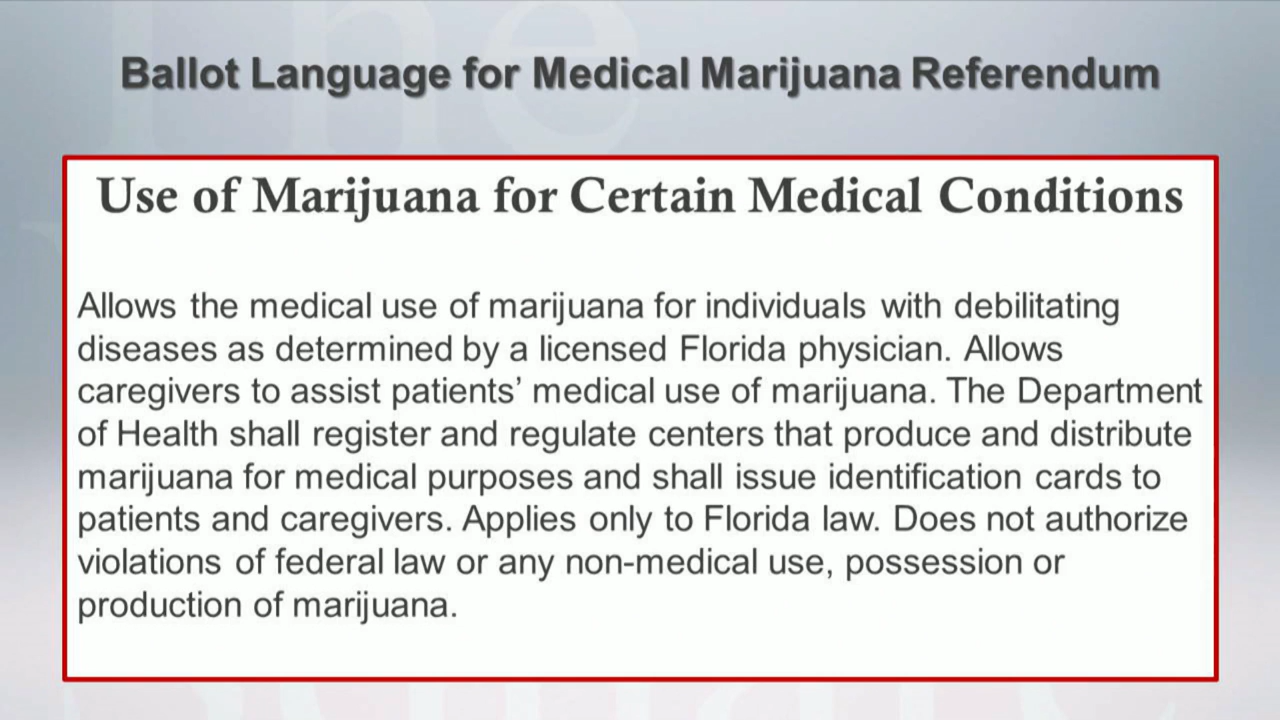 Ballot Language for Medical Marijuana Referendum
Use of Marijuana for Certain Medical Conditions
Allows the medical use of marijuana for individuals with debilitating
diseases as determined by a licensed Florida physician. Allows
caregivers to assist patients’ medical use of marijuana. The Department
of Health shall register and regulate centers that produce and distribute
marijuana for medical purposes and shall issue identification cards to
patients and caregivers. Applies only to Florida law. Does not authorize
violations of federal law or any non-medical use, possession or
production of marijuana.